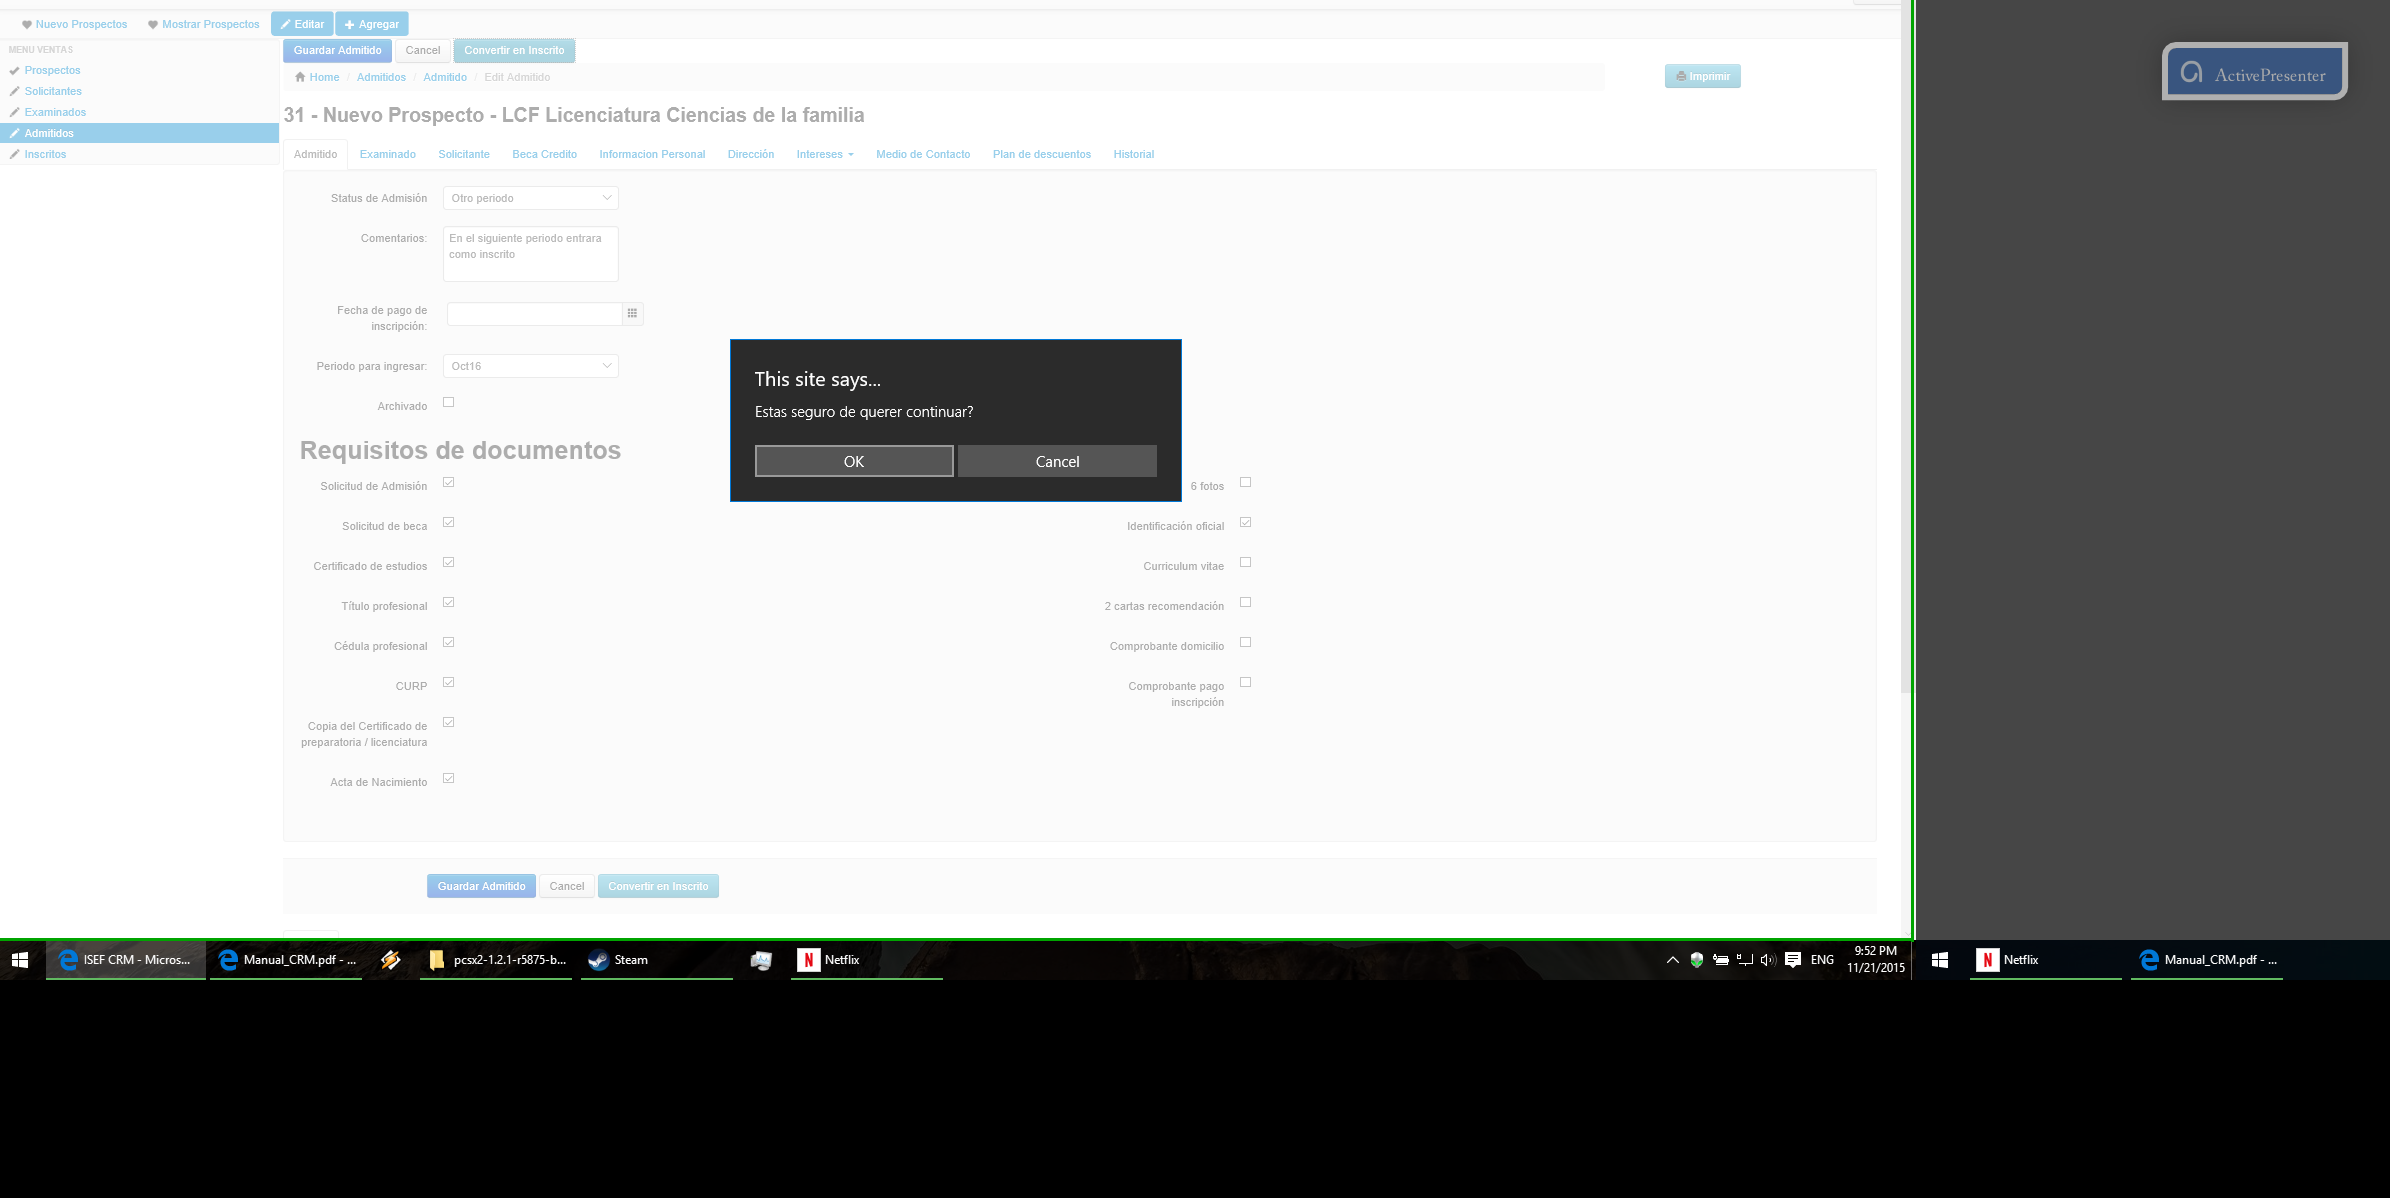 Nuevo Prospectos
Mostrar Prospectos
Editar
Agregar
MENU VENTAS
Prospectos
Solicitantes
Examinados
Admitidos
Inscritos
Guardar Admitido
Cancel
Convertir en Inscrito
Home / Admitidos / Admitido / Edit Admitido
Imprimir
31 - Nuevo Prospecto - LCF Licenciatura Ciencias de la familia
Admitido
Examinado
Solicitante
Beca Credito
Informacion Personal
Dirección
Intereses
Medio de Contacto
Plan de descuentos
Historial
Status de Admisión
Otro periodo
Comentarios:
En el siguiente periodo entrara
como inscrito
Fecha de pago de
inscripción:
Periodo para ingresar:
Oct16
Archivado
This site says...
Estas seguro de querer continuar?
OK
Cancel
Requisitos de documentos
Solicitud de Admisión
Solicitud de beca
Certificado de estudios
Título profesional
Cédula profesional
CURP
Copia del Certificado de
preparatoria / licenciatura
Acta de Nacimiento
6 fotos
Identificación oficial
Curriculum vitae
2 cartas recomendación
Comprobante domicilio
Comprobante pago
inscripción
Guardar Admitido
Cancel
Convertir en Inscrito
ActivePresenter
ISEF CRM - Micros...
Manual_CRM.pdf - ...
pcsx2-1.2.1-r5875-b...
Steam
N
Netflix
ENG
9:52 PM
11/21/2015
N
Netflix
Manual_CRM.pdf - ...